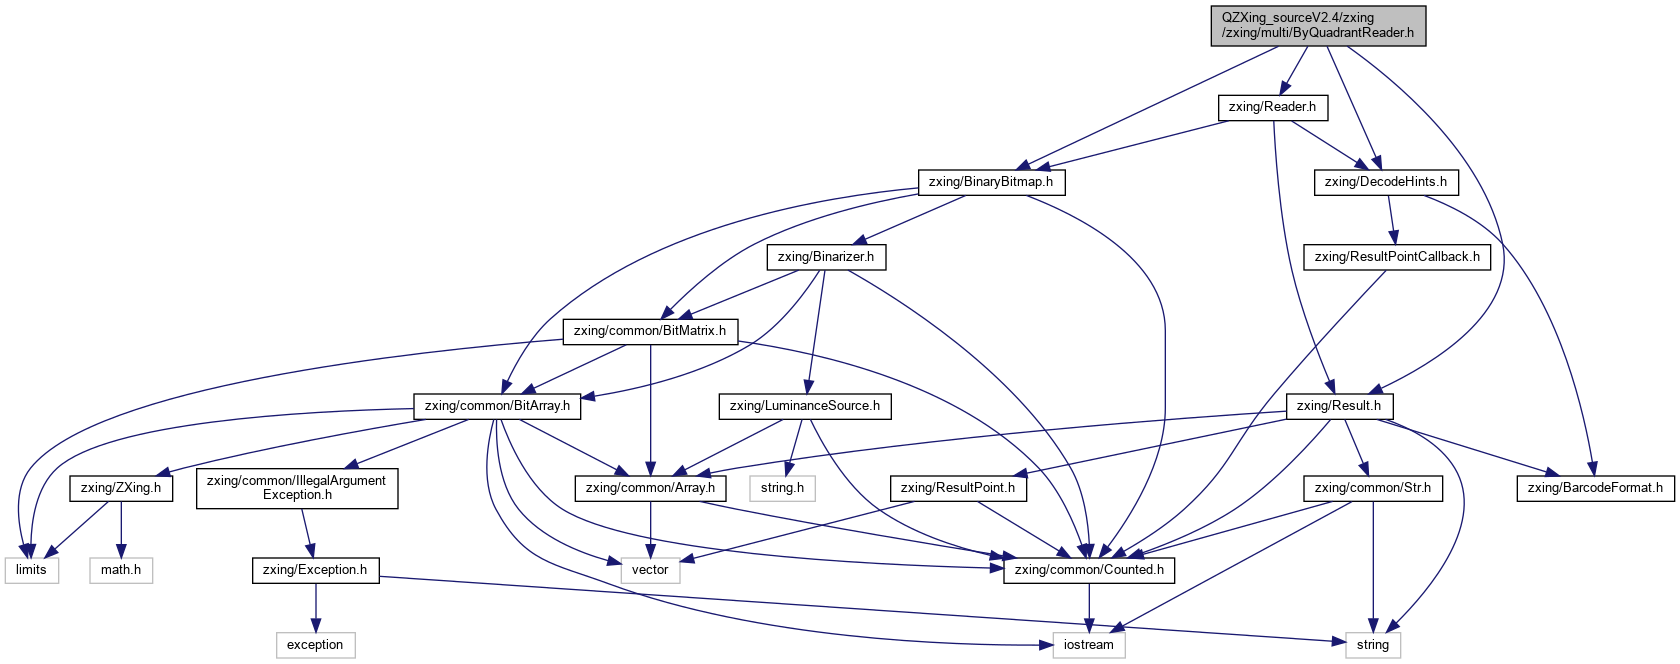 QZXing_sourceV2.4/zxing
/zxing/multi/ByQuadrantReader.h
zxing/Reader.h
zxing/BinaryBitmap.h
zxing/DecodeHints.h
zxing/Binarizer.h
zxing/ResultPointCallback.h
zxing/common/BitMatrix.h
zxing/common/BitArray.h
zxing/LuminanceSource.h
zxing/Result.h
zxing/ZXing.h
zxing/common/IllegalArgument
Exception.h
zxing/common/Array.h
string.h
zxing/ResultPoint.h
zxing/common/Str.h
zxing/BarcodeFormat.h
limits
math.h
zxing/Exception.h
vector
zxing/common/Counted.h
exception
iostream
string